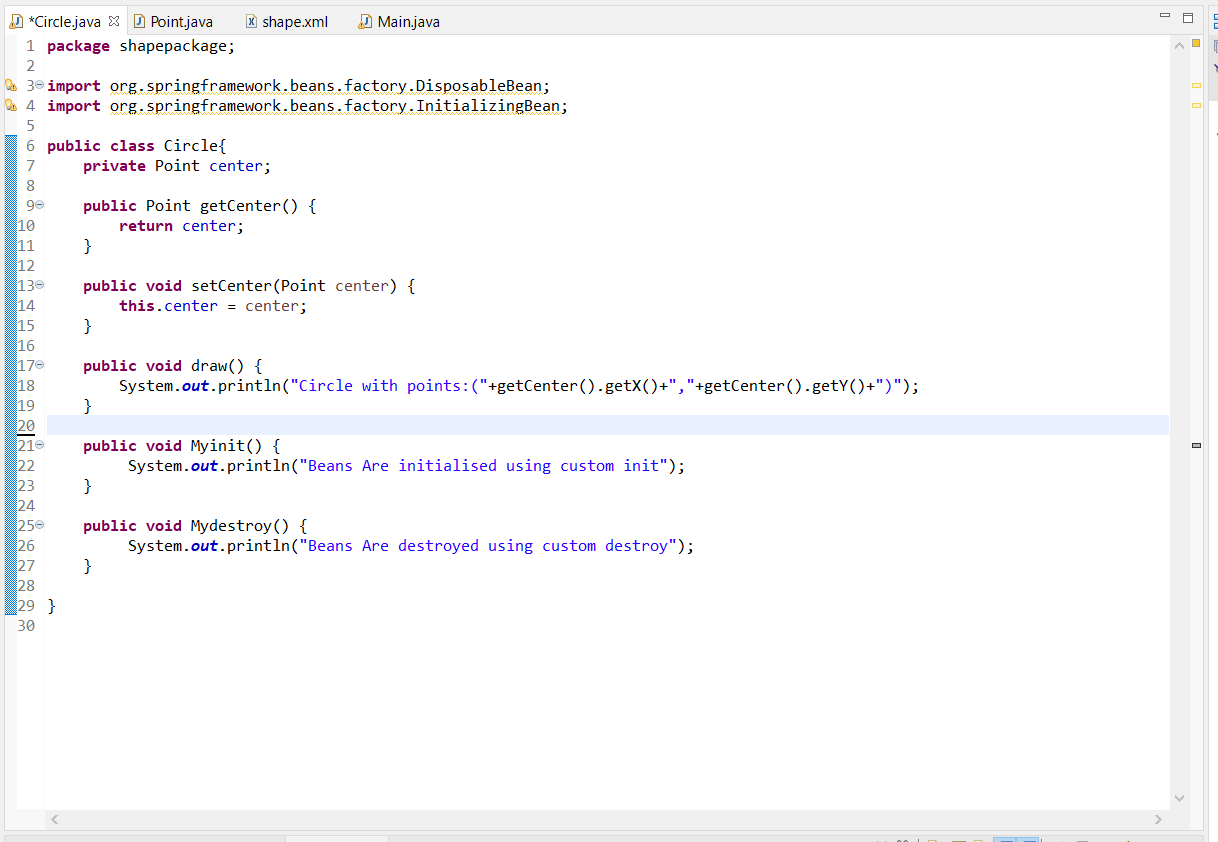 *Circle.java Point.java shape.xml Main.java
1 package shapepackage;
2
3 import org.springframework.beans.factory.DisposableBean;
4 import org.springframework.beans.factory.InitializingBean;
5
6 public class Circle{
7 private Point center;
8
9 public Point getCenter() {
10 return center;
11 }
12
13 public void setCenter(Point center) {
14 this.center = center;
15 }
16
17 public void draw() {
18 System.out.println("Circle with points:("+getCenter().getX()+","+getCenter().getY()+")");
19 }
20
21 public void Myinit() {
22 System.out.println("Beans Are initialised using custom init");
23 }
24
25 public void Mydestroy() {
26 System.out.println("Beans Are destroyed using custom destroy");
27 }
28
29 }
30